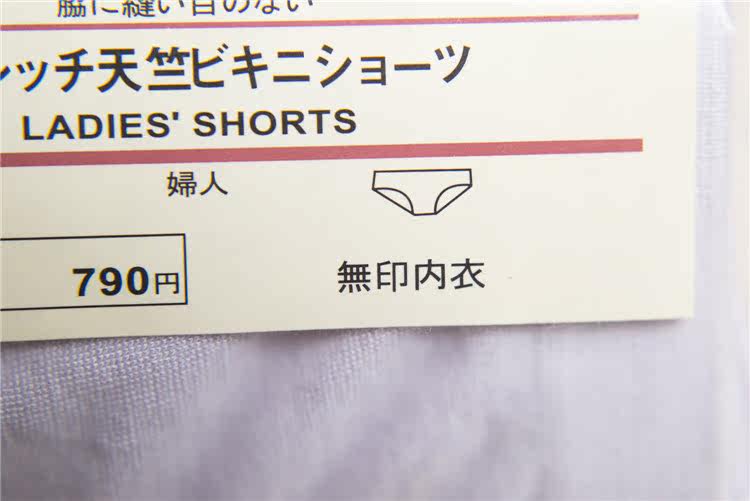 脇に縫い目のない
ッチ天竺ビキニショーツ
LADIES' SHORTS
婦人
790円
無印内衣